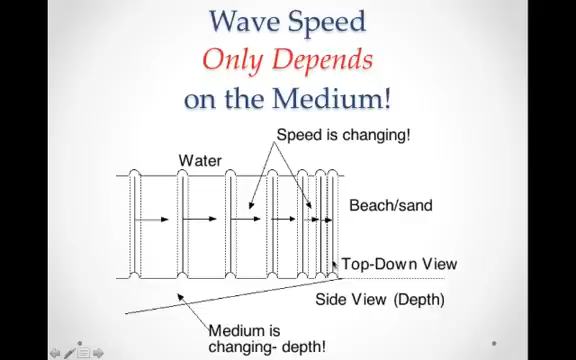 Wave Speed
Only Depends
on the Medium!
Speed is changing!
Water
Beach/sand
Top-Down View
Side View (Depth)
Medium is
changing- depth!